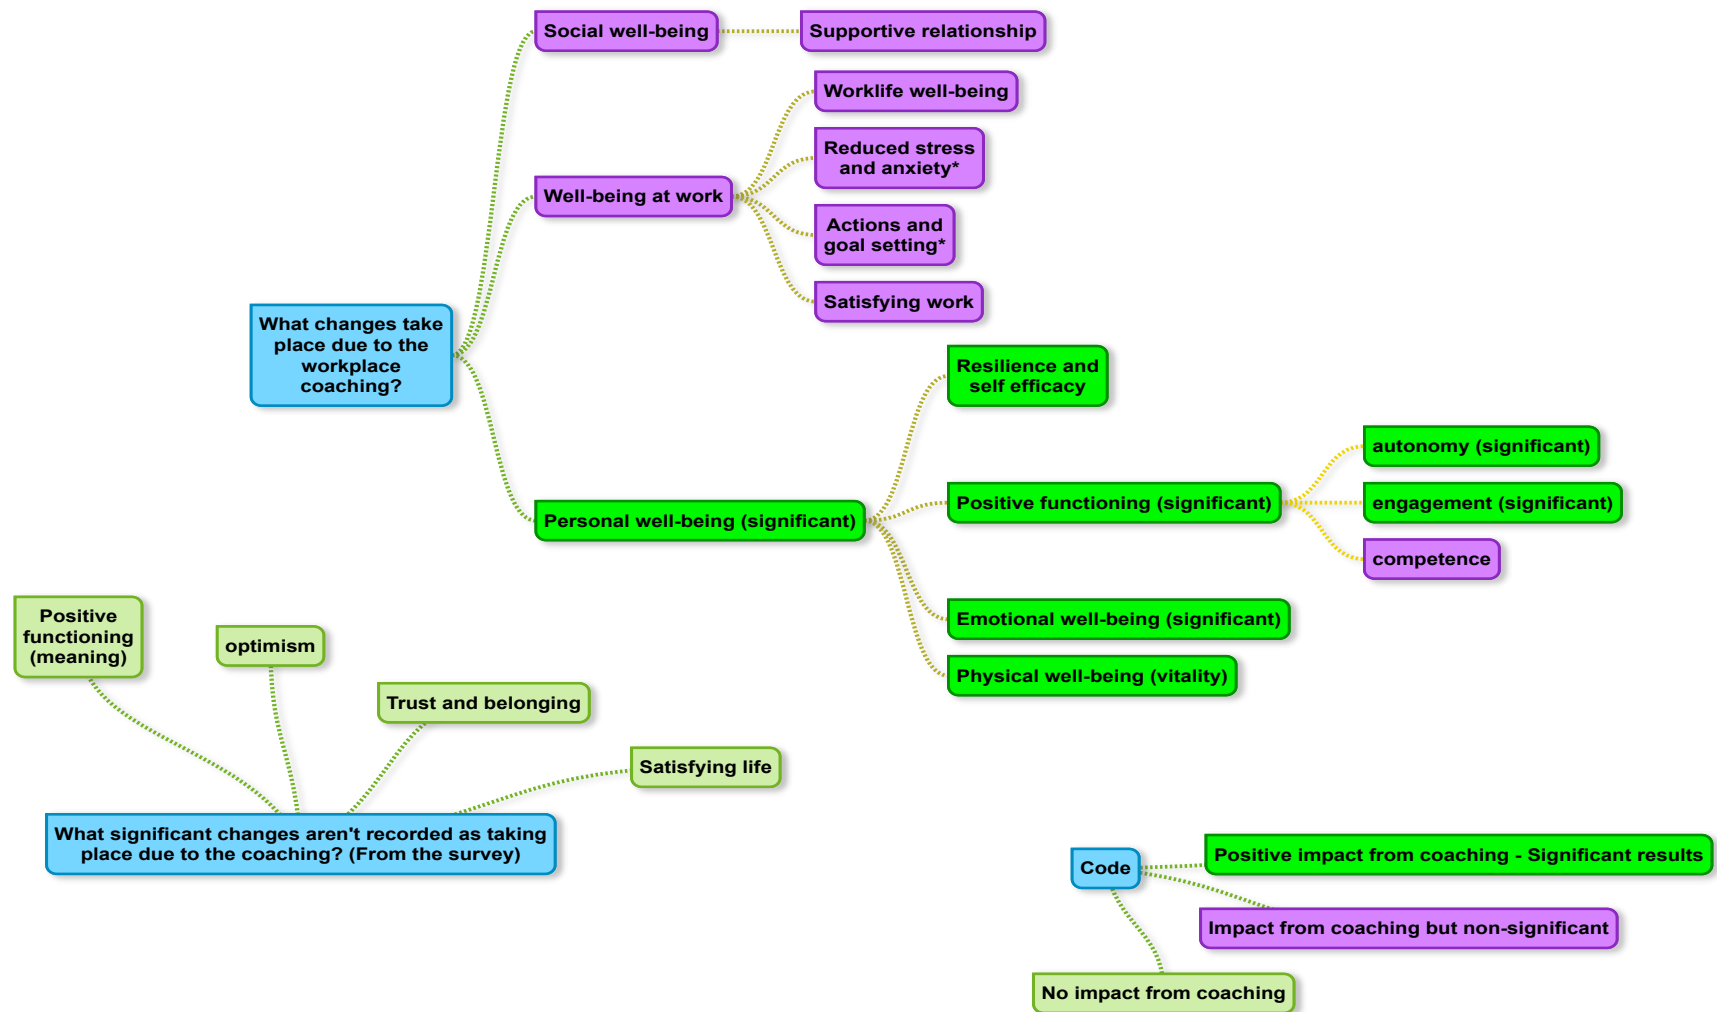 Social well-being
Supportive relationship
Worklife well-being
Reduced stress
and anxiety*
Well-being at work
Actions and
goal setting*
Satisfying work
What changes take
place due to the
workplace
coaching?
Resilience and
self efficacy
autonomy (significant)
Positive functioning (significant)
engagement (significant)
Personal well-being (significant)
competence
Emotional well-being (significant)
Physical well-being (vitality)
Positive
functioning
(meaning)
optimism
Trust and belonging
Satisfying life
What significant changes aren't recorded as taking
place due to the coaching? (From the survey)
Code
Positive impact from coaching - Significant results
Impact from coaching but non-significant
No impact from coaching